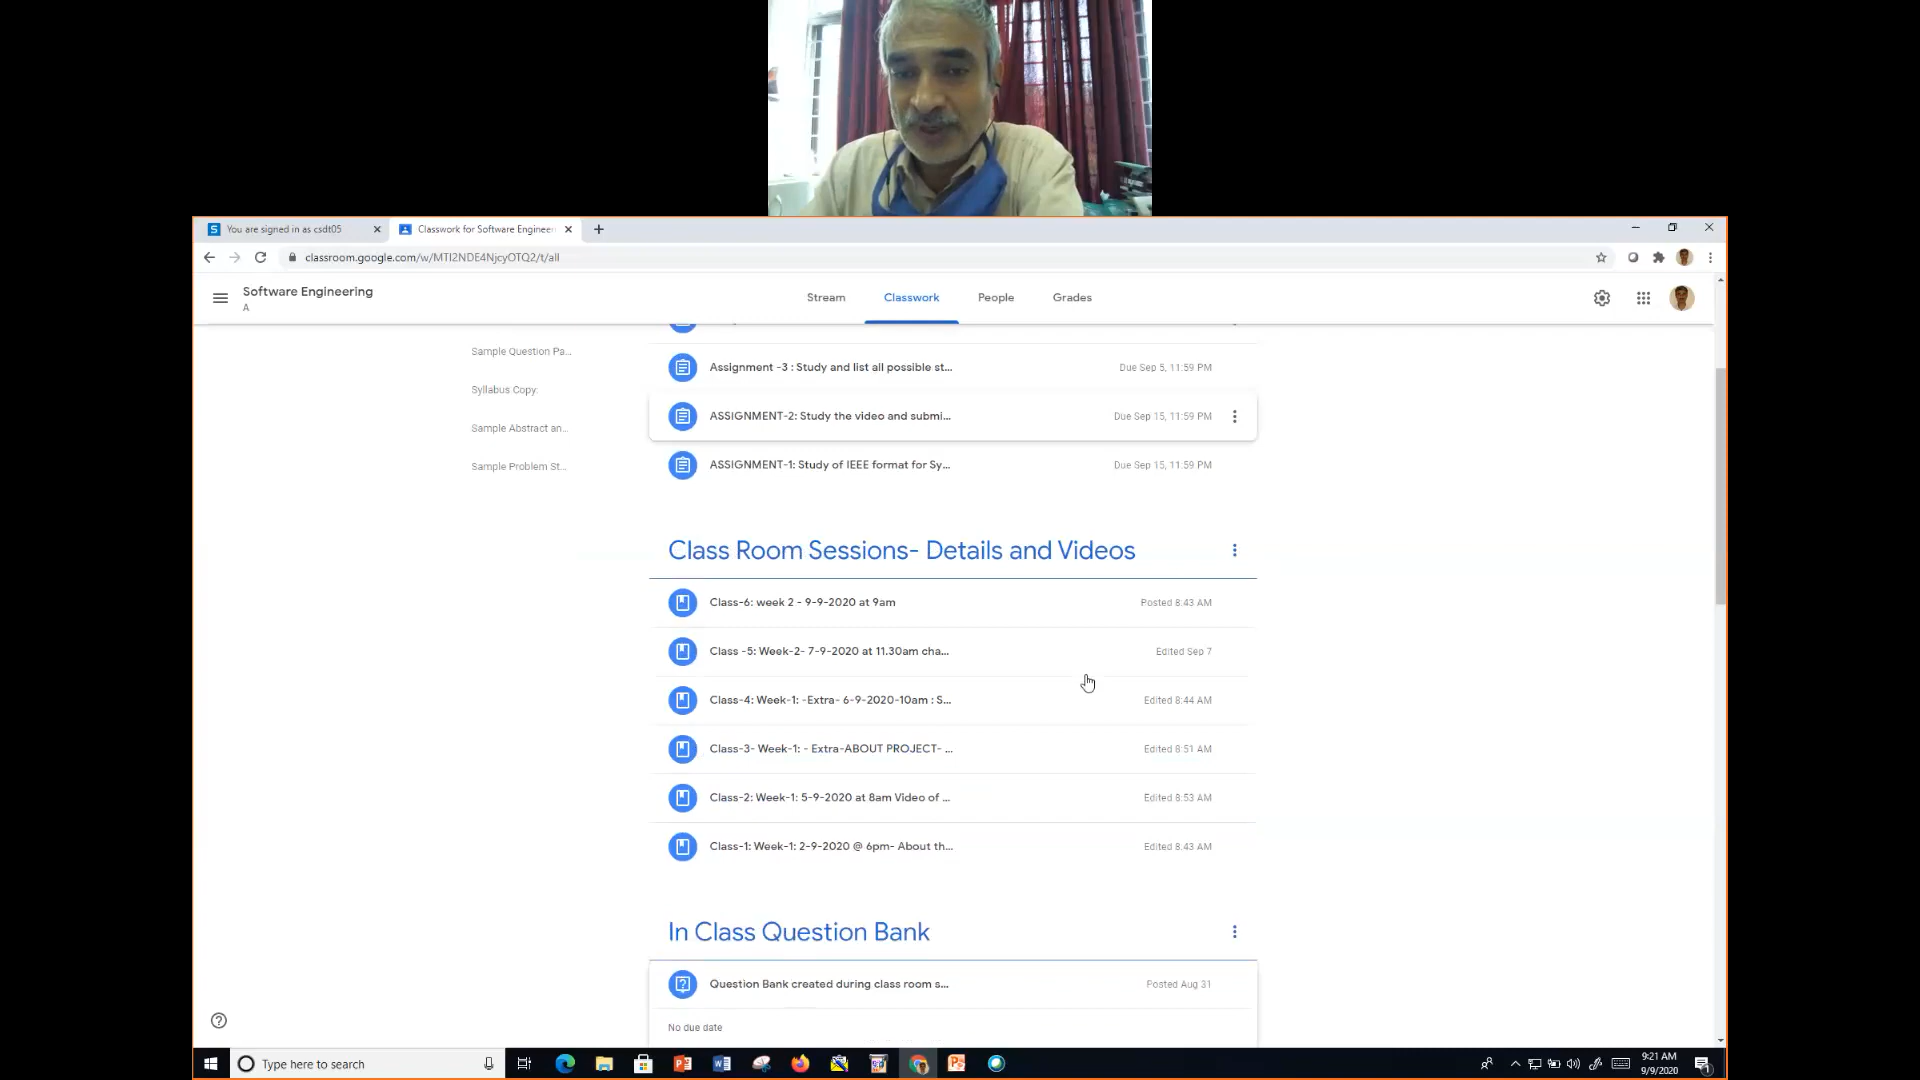 You are signed in as csdt05
Classwork for Software Engineer
classroom.google.com/w/MTI2NDE4NjcyOTQ2/t/all
Software Engineering
A
Stream
Classwork
People
Grades
Sample Question Pa...
Syllabus Copy:
Sample Abstract an...
Sample Problem St...
Assignment -3 : Study and list all possible st... Due Sep 5, 11:59 PM
ASSIGNMENT-2: Study the video and submi... Due Sep 15, 11:59 PM
ASSIGNMENT-1: Study of IEEE format for Sy... Due Sep 15, 11:59 PM
Class Room Sessions- Details and Videos
Class-6: week 2 - 9-9-2020 at 9am Posted 8:43 AM
Class -5: Week-2- 7-9-2020 at 11.30am cha... Edited Sep 7
Class-4: Week-1: -Extra- 6-9-2020-10am : S... Edited 8:44 AM
Class-3- Week-1: - Extra-ABOUT PROJECT- ... Edited 8:51 AM
Class-2: Week-1: 5-9-2020 at 8am Video of ... Edited 8:53 AM
Class-1: Week-1: 2-9-2020 @ 6pm- About th... Edited 8:43 AM
In Class Question Bank
Question Bank created during class room s... Posted Aug 31
No due date
Type here to search
9:21 AM
9/9/2020